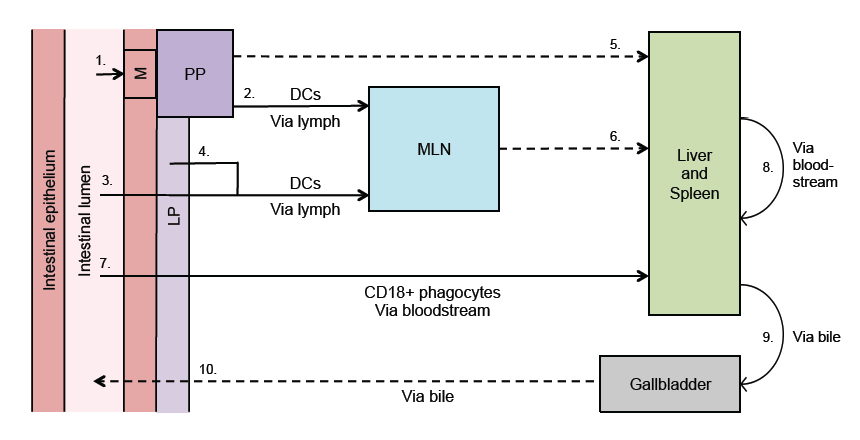 Intestinal epithelium
Intestinal lumen
1.
M
PP
2.
DCs
Via lymph
3.
4.
LP
DCs
Via lymph
MLN
5.
6.
Liver
and
Spleen
7.
CD18+ phagocytes
Via bloodstream
8.
Via
blood-
stream
9.
Via bile
10.
Via bile
Gallbladder